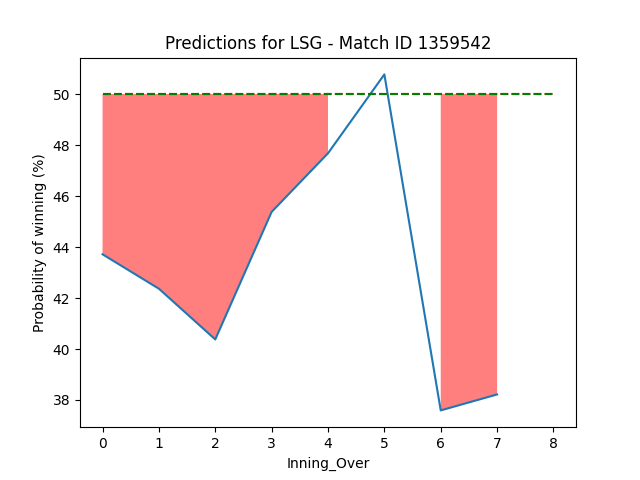 Predictions for LSG - Match ID 1359542
Probability of winning (%)
50
48
46
44
42
40
38
0 1 2 3 4 5 6 7 8
Inning_Over